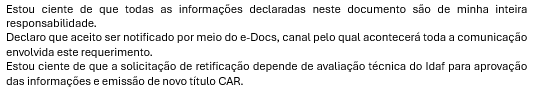 Estou ciente de que todas as informações declaradas neste documento são de minha inteira
responsabilidade.
Declaro que aceito ser notificado por meio do e-Docs, canal pelo qual acontecerá toda a comunicação
envolvida este requerimento.
Estou ciente de que a solicitação de retificação depende de avaliação técnica do Idaf para aprovação
das informações e emissão de novo título CAR.